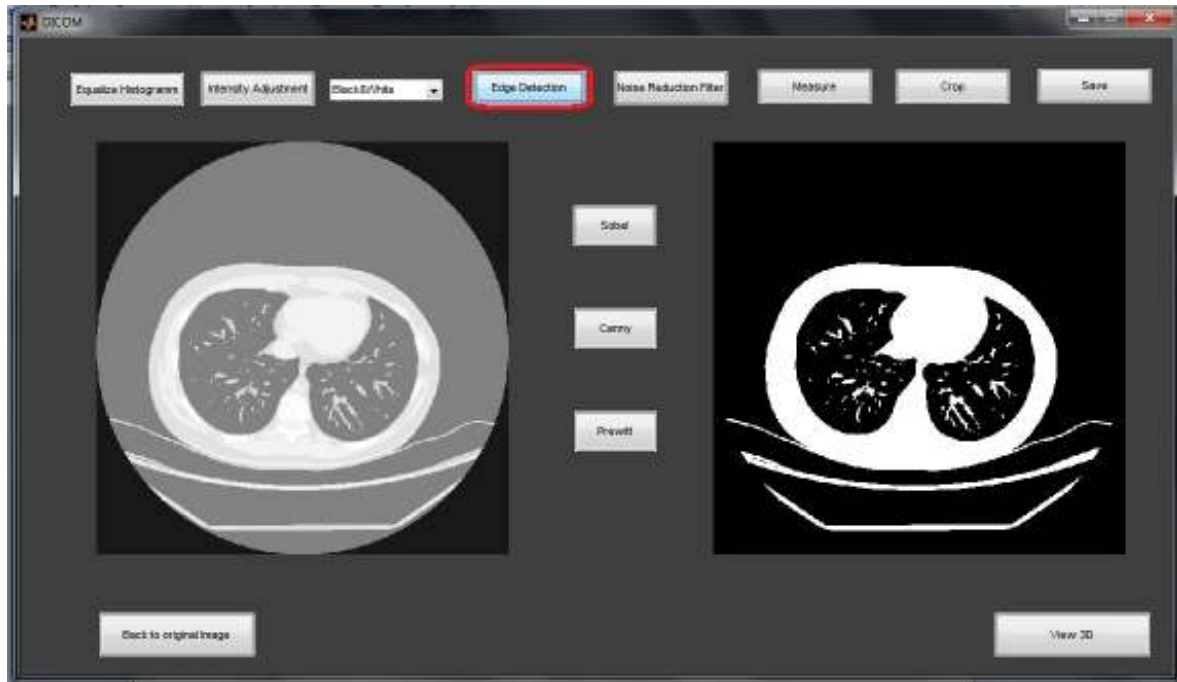 DICOM
Equalize Histogramm
Intensity Adjustment
Black&White
Edge Detection
Noise Reduction Filter
Measure
Crop
Save
Sobel
Canny
Prewitt
Back to original image
View 3D